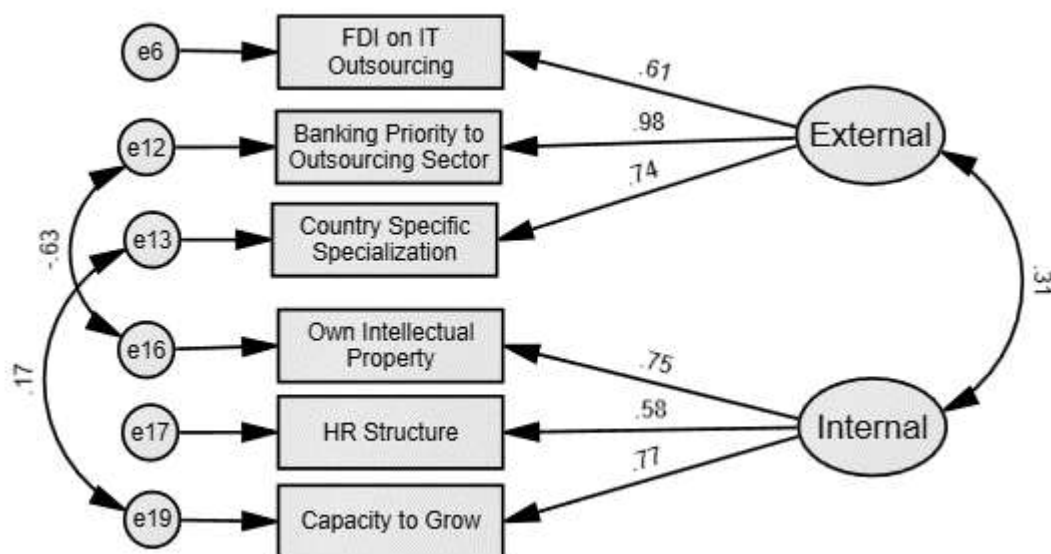 e6
FDI on IT
Outsourcing
.61
e12
Banking Priority to
Outsourcing Sector
.98
External
e13
Country Specific
Specialization
.74
-.63
.31
e16
Own Intellectual
Property
.75
.17
e17
HR Structure
.58
Internal
e19
Capacity to Grow
.77